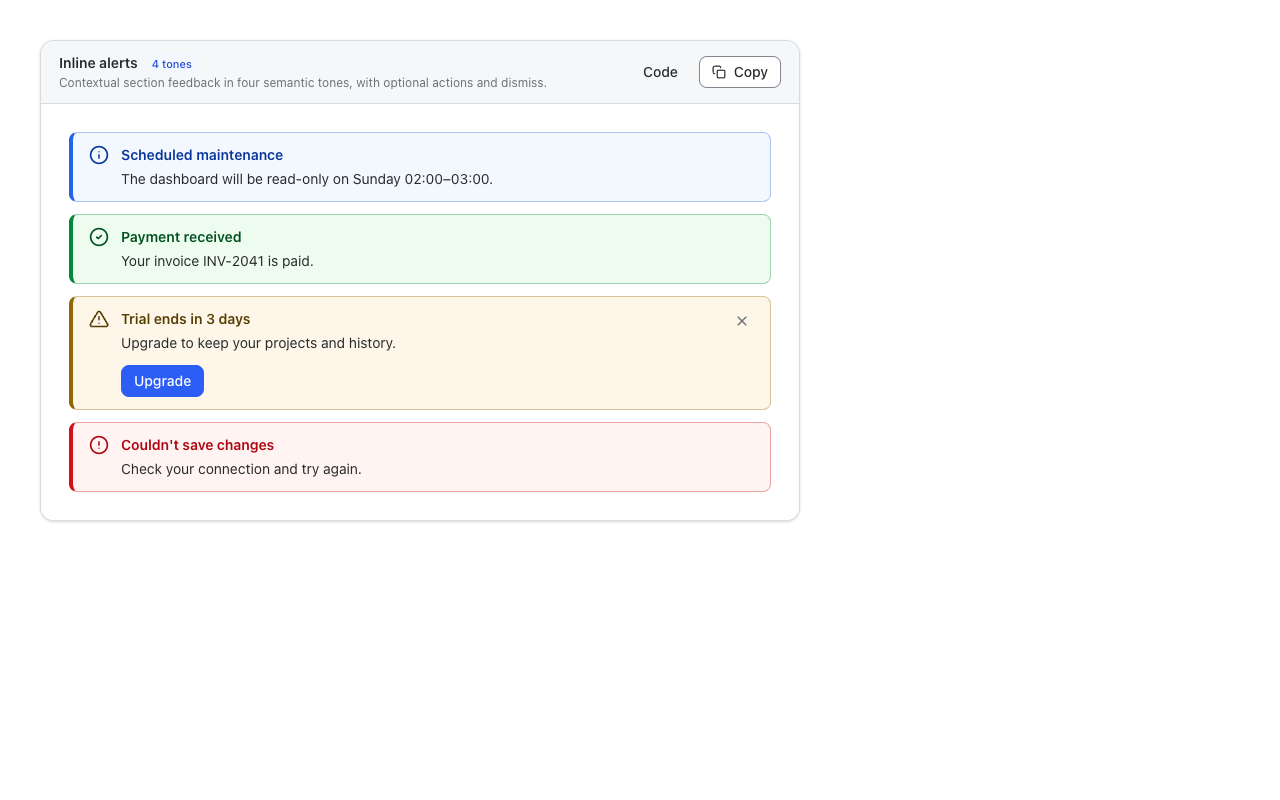 Inline alerts 4 tones
Contextual section feedback in four semantic tones, with optional actions and dismiss.
Code
Copy
Scheduled maintenance
The dashboard will be read-only on Sunday 02:00–03:00.
Payment received
Your invoice INV-2041 is paid.
Trial ends in 3 days
Upgrade to keep your projects and history.
Upgrade
Couldn't save changes
Check your connection and try again.